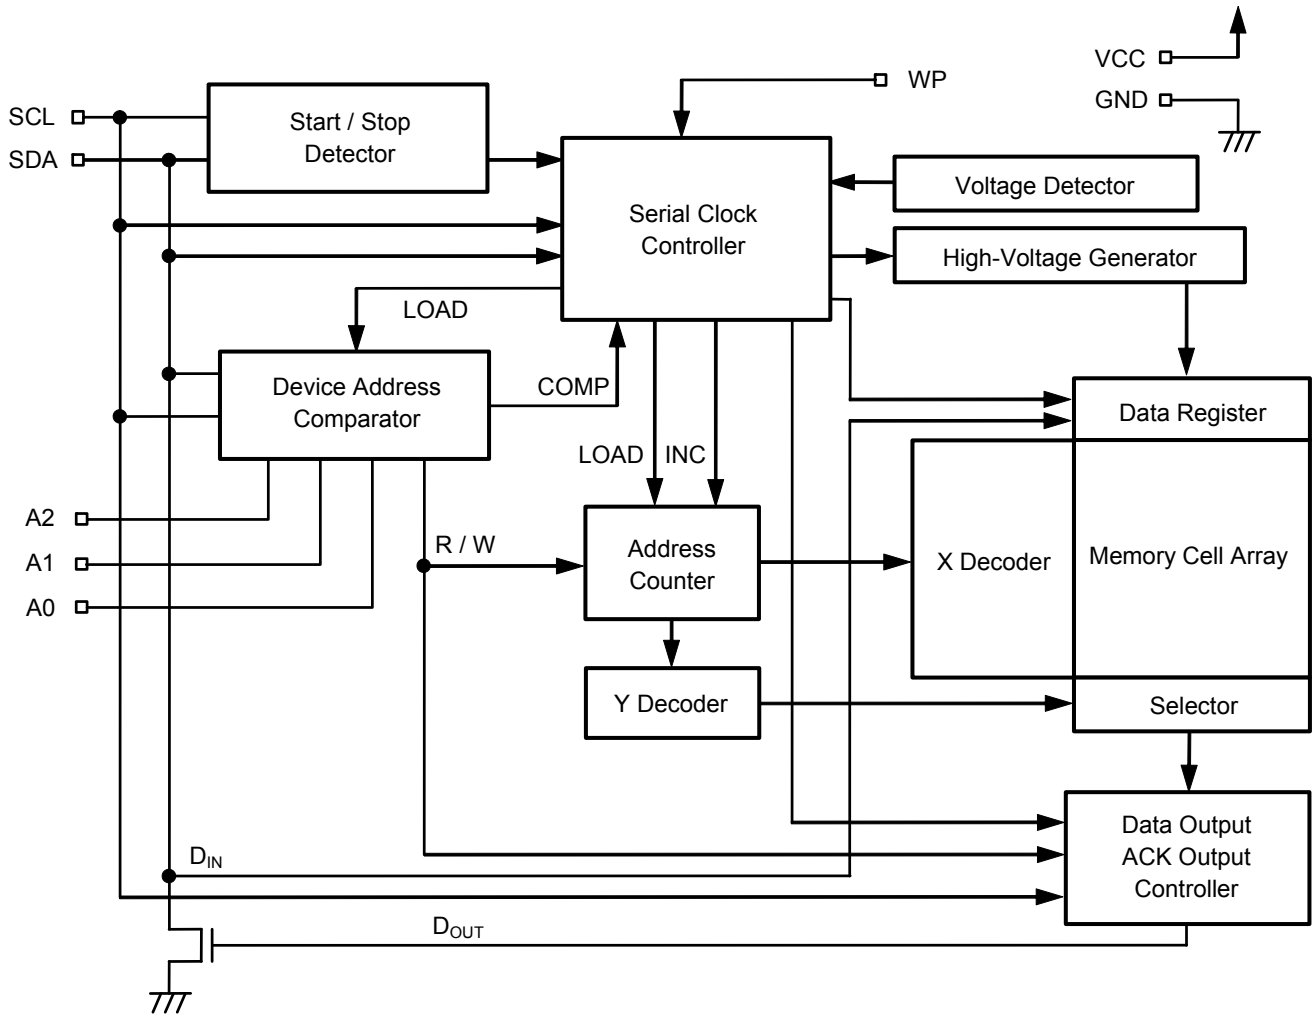 VCC
GND
WP
SCL
SDA
Start / Stop
Detector
Serial Clock
Controller
Voltage Detector
High-Voltage Generator
LOAD
Device Address
Comparator
COMP
Data Register
LOAD
INC
A2
A1
A0
R / W
Address
Counter
X Decoder
Memory Cell Array
Y Decoder
Selector
Data Output
ACK Output
Controller
DIN
DOUT